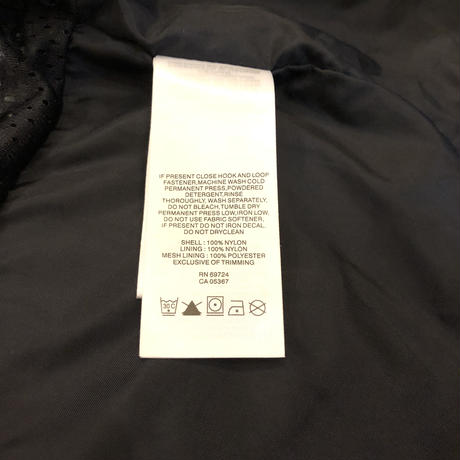 IF PRESENT CLOSE HOOK AND LOOP
FASTENER,MACHINE WASH COLD
PERMANENT PRESS,POWDERED
DETERGENT,RINSE
THOROUGHLY, WASH SEPARATELY,
DO NOT BLEACH, TUMBLE DRY
PERMANENT PRESS LOW, IRON LOW,
DO NOT USE FABRIC SOFTENER,
IF PRESENT DO NOT IRON DECAL,
DO NOT DRYCLEAN
SHELL : 100% NYLON
LINING : 100% NYLON
MESH LINING : 100% POLYESTER
EXCLUSIVE OF TRIMMING
RN 69724
CA 05367
30C